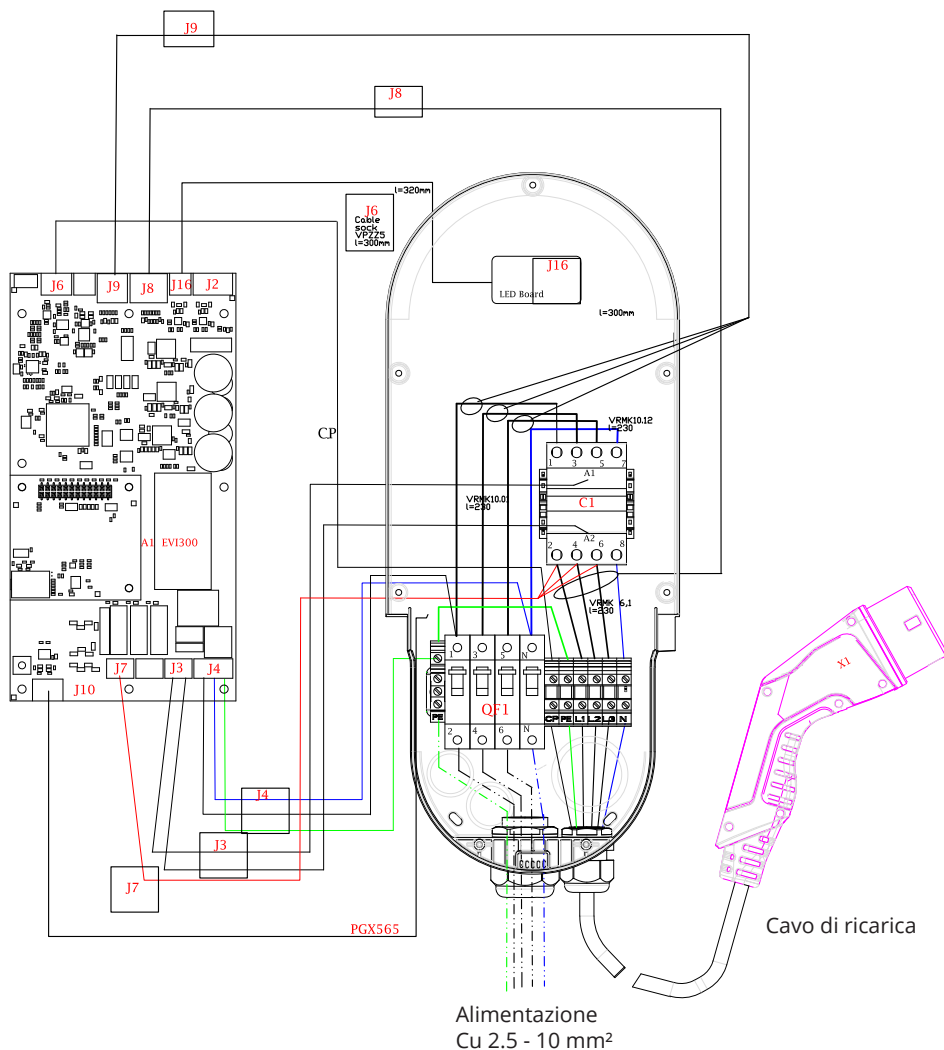 J9
J8
l=320mm
J6
Cable
sock
VPZZ5
l=300mm
J6
J9
J8
J16
J2
J16
LED Board
l=300mm
CP
VRMK10.12
l=230
1
3
5
7
A1
VRMK10.01
l=230
C1
A2
2
4
6
8
A1 EVI300
VRMK 6,1
l=230
1
3
5
N
X1
J7
J3
J4
J10
QF1
PE
CP
PE
L1
L2
L3
N
2
4
6
N
J4
J3
J7
PGX565
Cavo di ricarica
Alimentazione
Cu 2.5 - 10 mm²